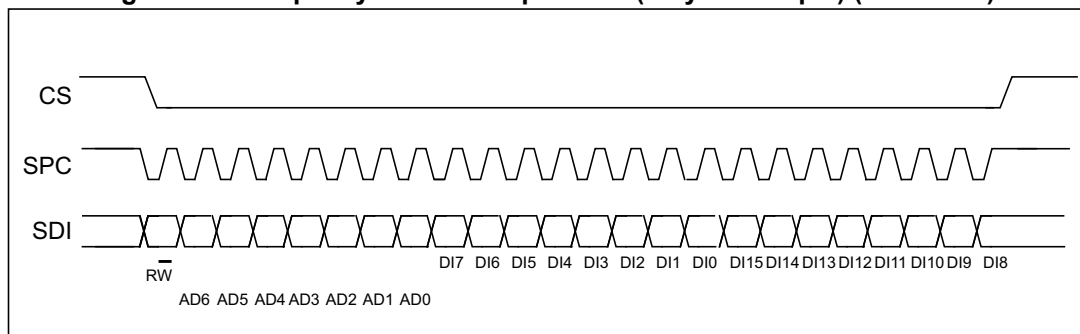 CS
SPC
SDI
RW
DI7 DI6 DI5 DI4 DI3 DI2 DI1 DI0 DI15 DI14 DI13 DI12 DI11 DI10 DI9 DI8
AD6 AD5 AD4 AD3 AD2 AD1 AD0